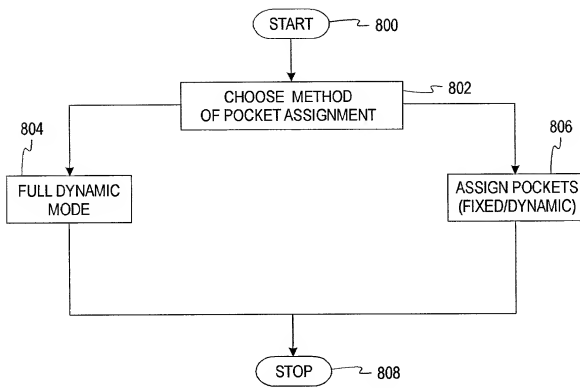 START
800
CHOOSE METHOD
OF POCKET ASSIGNMENT
802
804
FULL DYNAMIC
MODE
806
ASSIGN POCKETS
(FIXED/DYNAMIC)
STOP
808